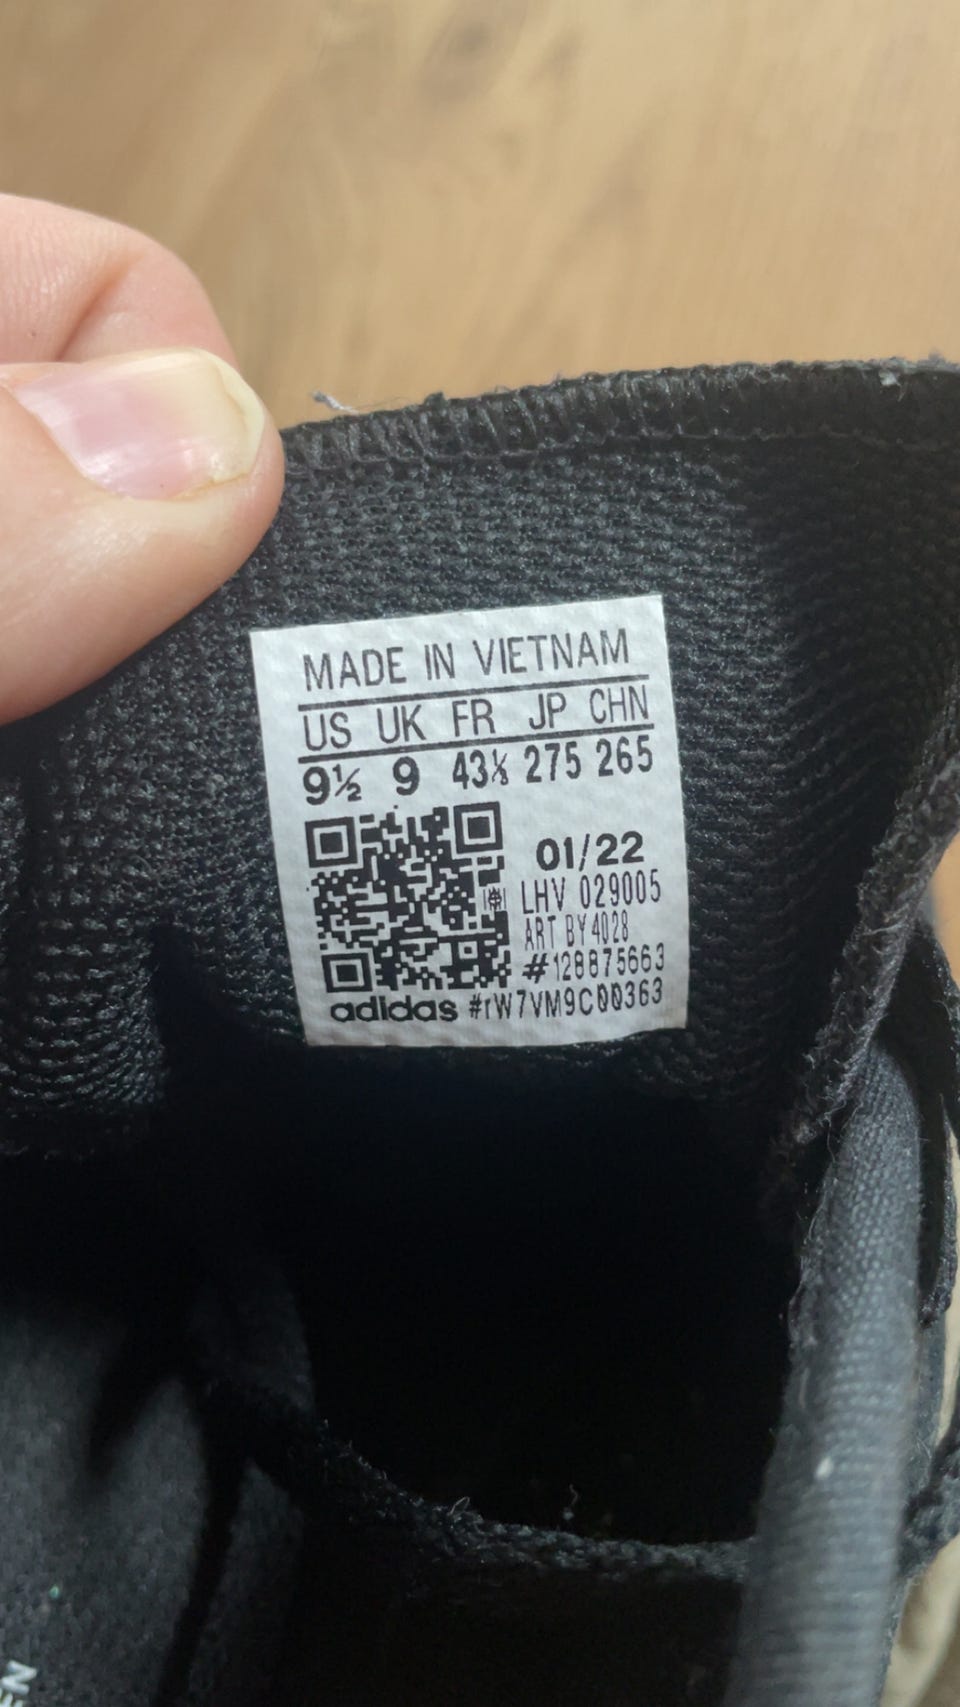 MADE IN VIETNAM
US UK FR JP CHN
9½ 9 43⅓ 275 265
01/22
LHV 029005
ART BY4028
#128875663
adidas #rW7VM9C00363